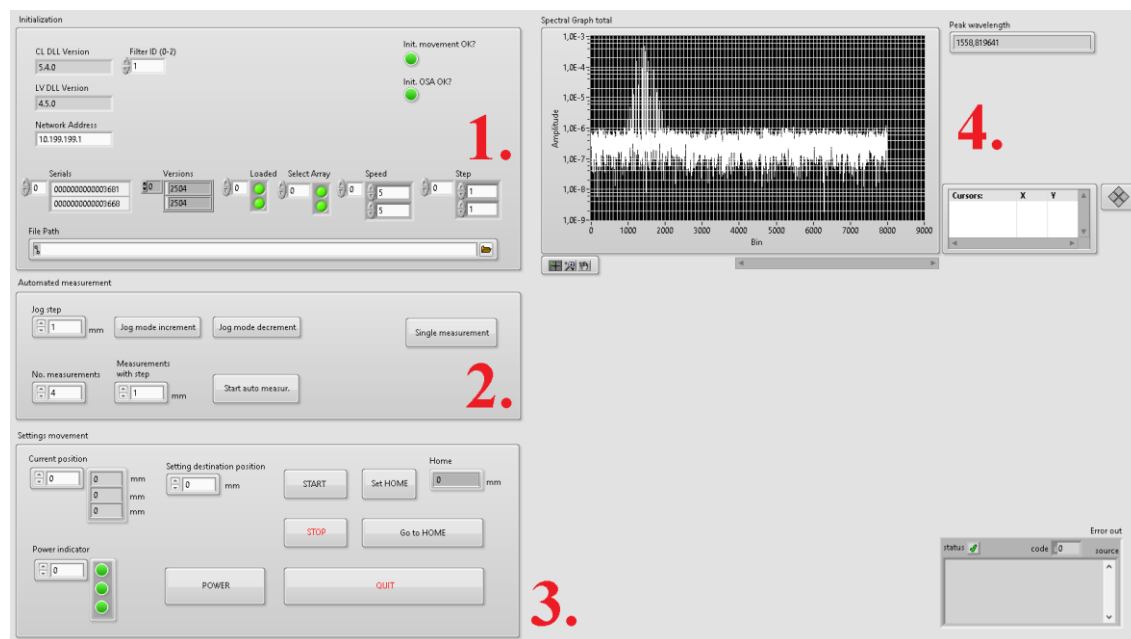 Initialization
CL DLL Version
Filter ID (0-2)
5.4.0
1
LV DLL Version
4.5.0
Network Address
10.199.199.1
Init. movement OK?
Init. OSA OK?
1.
Serials
Versions
Loaded
Select Array
Speed
Step
0
0000000000003681
0000000000003668
0
2504
2504
0
0
0
5
5
0
1
1
File Path
Automated measurement
Jog step
1 mm
Jog mode increment
Jog mode decrement
Single measurement
No. measurements
4
Measurements
with step
1 mm
Start auto measur.
2.
Settings movement
Current position
0
0 mm
0 mm
0 mm
Setting destination position
0 mm
START
Set HOME
Home
0 mm
STOP
Go to HOME
Power indicator
0
POWER
QUIT
3.
Spectral Graph total
Amplitude
1,0E-3
1,0E-4
1,0E-5
1,0E-6
1,0E-7
1,0E-8
1,0E-9
0 1000 2000 3000 4000 5000 6000 7000 8000 9000
Bin
Peak wavelength
1558,819641
4.
Cursors: X Y
Error out
status code 0 source